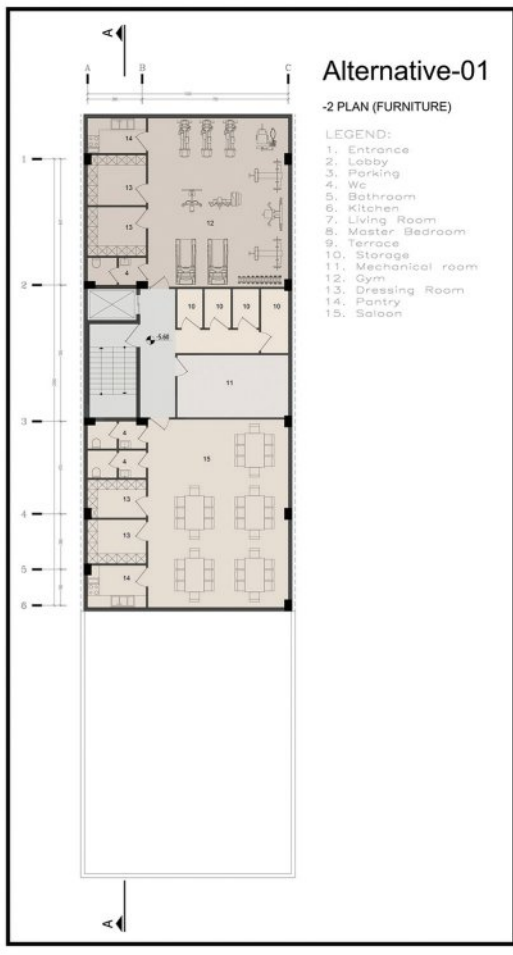 A
A B C
Alternative-01
-2 PLAN (FURNITURE)
LEGEND:
1. Entrance
2. Lobby
3. Parking
4. Wc
5. Bathroom
6. Kitchen
7. Living Room
8. Master Bedroom
9. Terrace
10. Storage
11. Mechanical room
12. Gym
13. Dressing Room
14. Pantry
15. Saloon
14
1
13
13
12
4
2
10 10 10 10
-5.68
11
3
4
15
4
13
4
13
5
14
6
A